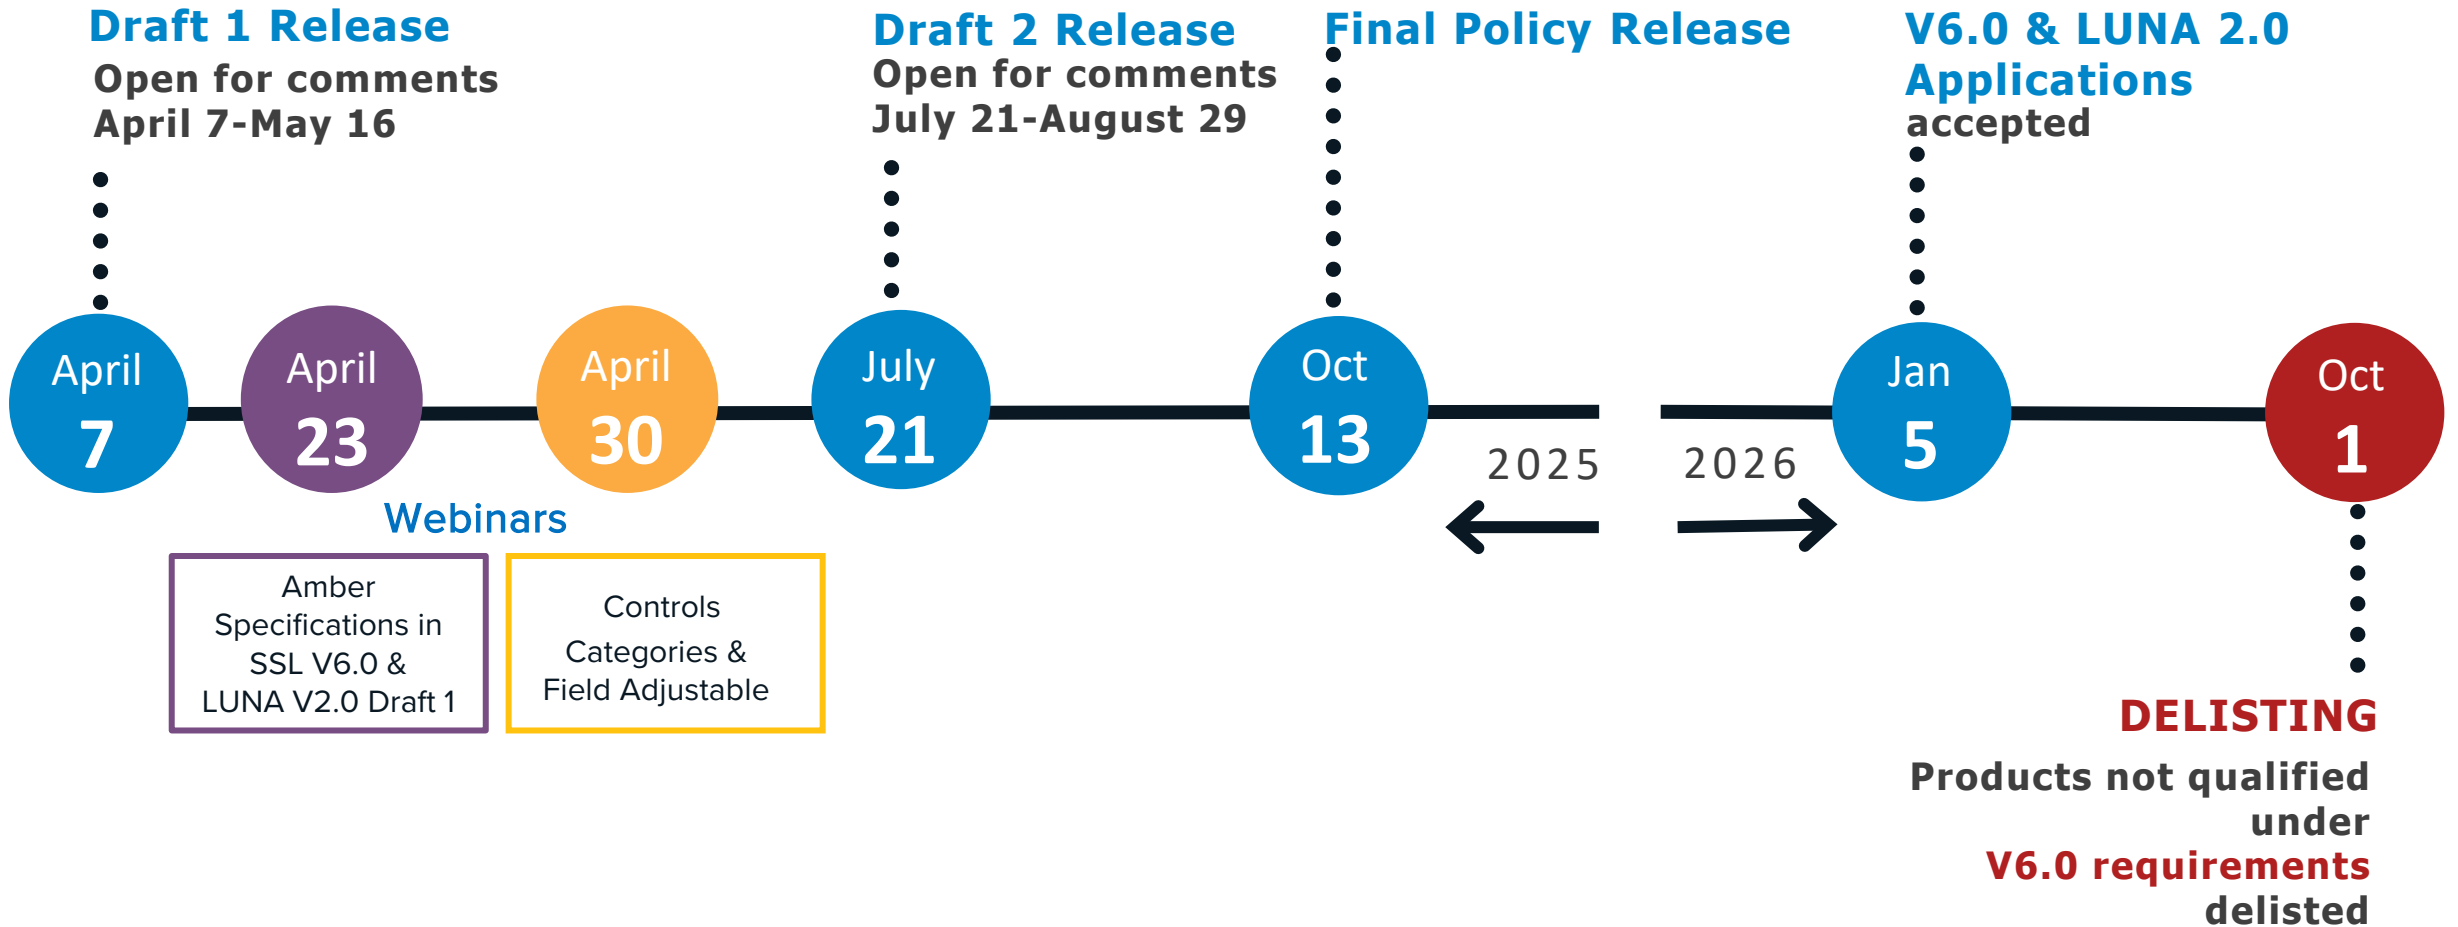 Draft 1 Release
Open for comments
April 7-May 16
Draft 2 Release
Open for comments
July 21-August 29
Final Policy Release
V6.0 & LUNA 2.0
Applications
accepted
April
7
April
23
April
30
July
21
Oct
13
2025
2026
Jan
5
Oct
1
Webinars
Amber
Specifications in
SSL V6.0 &
LUNA V2.0 Draft 1
Controls
Categories &
Field Adjustable
DELISTING
Products not qualified
under
V6.0 requirements
delisted